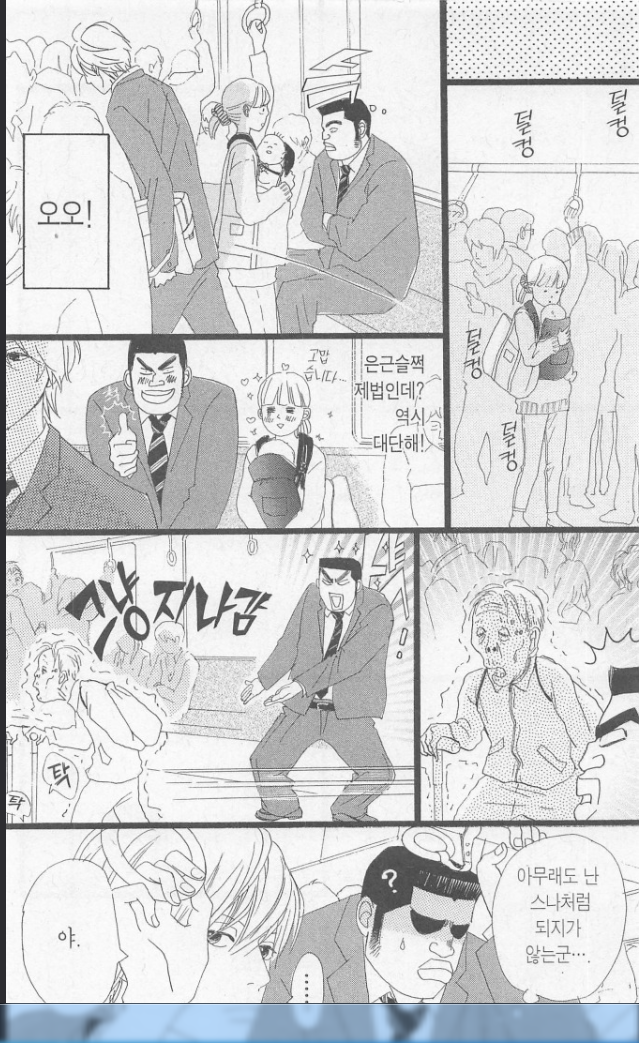 덜컹
덜컹
덜컹
덜컹
스윽
오오!
은근슬쩍
제법인데?
역시
대단해!
고맙
습니다…
그냥 지나감
탁
탁
아무래도 난
스나처럼
되지가
않는군….
?
……
야.